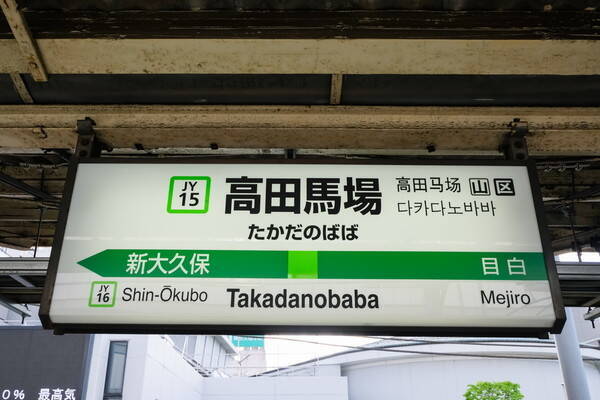 JY
15
高田馬場
高田马场 山区
다카다노바바
たかだのばば
新大久保
目白
JY
16
Shin-Ōkubo
Takadanobaba
Mejiro
0% 最高気